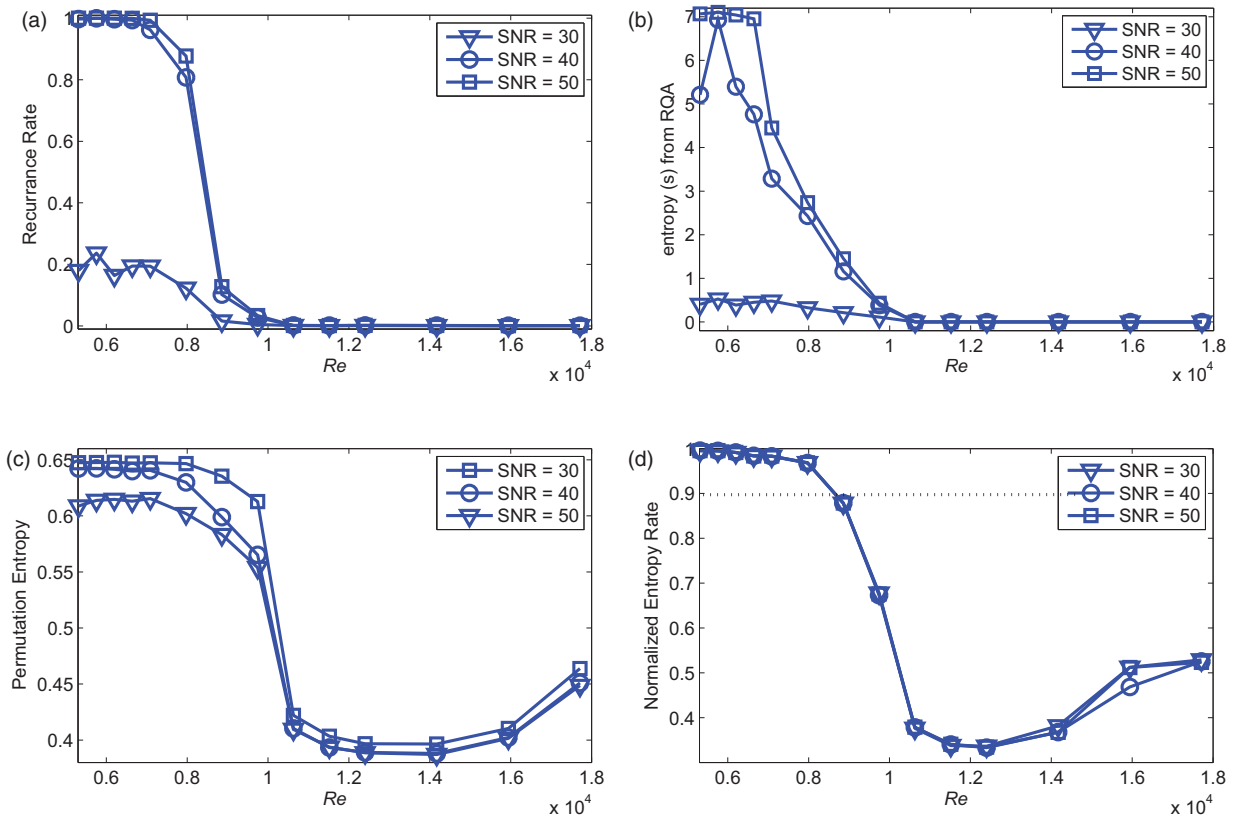 (a)
1
0.8
0.6
0.4
0.2
0
Recurrance Rate
SNR = 30
SNR = 40
SNR = 50
0.6 0.8 1 1.2 1.4 1.6 1.8
Re
x 10^4
(b)
7
6
5
4
3
2
1
0
entropy (s) from RQA
SNR = 30
SNR = 40
SNR = 50
0.6 0.8 1 1.2 1.4 1.6 1.8
Re
x 10^4
(c)
0.65
0.6
0.55
0.5
0.45
0.4
Permutation Entropy
SNR = 30
SNR = 40
SNR = 50
0.6 0.8 1 1.2 1.4 1.6 1.8
Re
x 10^4
(d)
1
0.9
0.8
0.7
0.6
0.5
0.4
Normalized Entropy Rate
SNR = 30
SNR = 40
SNR = 50
0.6 0.8 1 1.2 1.4 1.6 1.8
Re
x 10^4